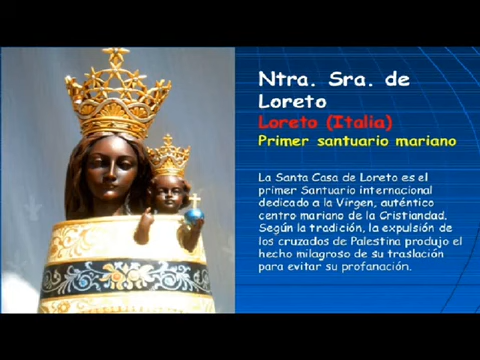 Ntra. Sra. de
Loreto
Loreto (Italia)
Primer santuario mariano
La Santa Casa de Loreto es el
primer Santuario internacional
dedicado a la Virgen, auténtico
centro mariano de la Cristiandad.
Según la tradición, la expulsión de
los cruzados de Palestina produjo el
hecho milagroso de su traslación
para evitar su profanación.